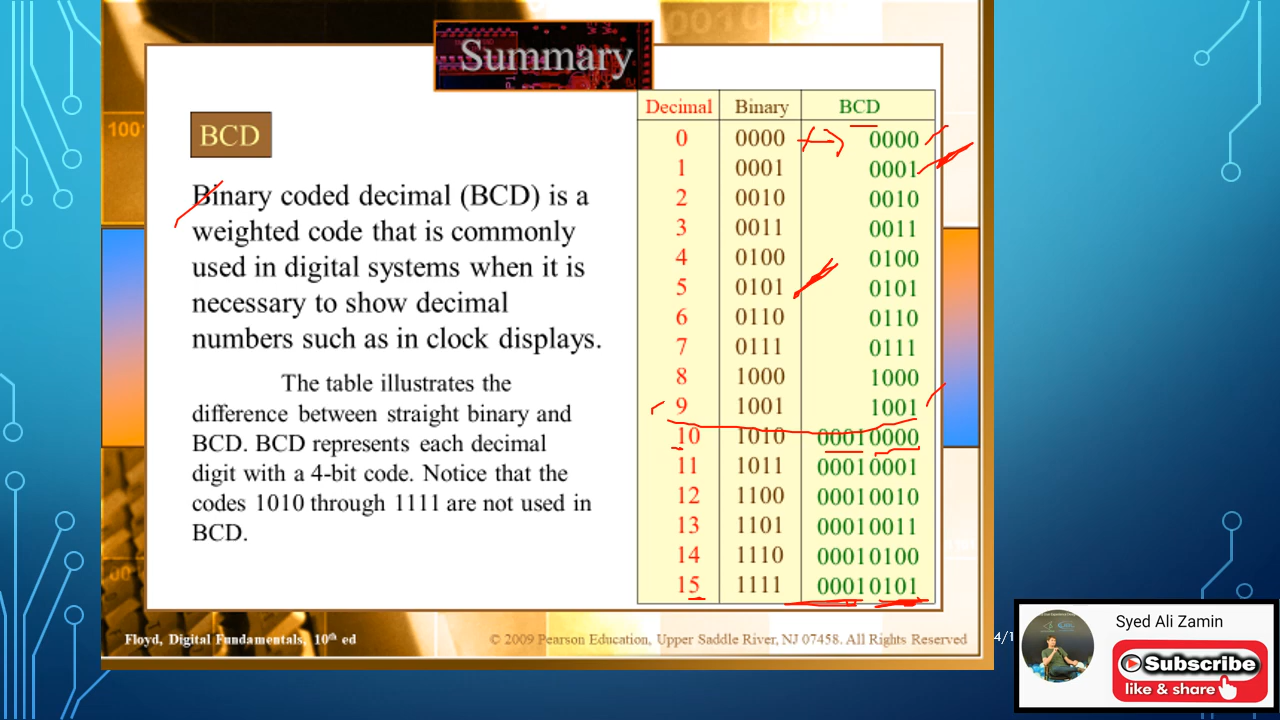 Summary
BCD
Binary coded decimal (BCD) is a
weighted code that is commonly
used in digital systems when it is
necessary to show decimal
numbers such as in clock displays.
The table illustrates the
difference between straight binary and
BCD. BCD represents each decimal
digit with a 4-bit code. Notice that the
codes 1010 through 1111 are not used in
BCD.
Decimal Binary BCD
0 0000 0000
1 0001 0001
2 0010 0010
3 0011 0011
4 0100 0100
5 0101 0101
6 0110 0110
7 0111 0111
8 1000 1000
9 1001 1001
10 1010 00010000
11 1011 00010001
12 1100 00010010
13 1101 00010011
14 1110 00010100
15 1111 00010101
Floyd, Digital Fundamentals, 10th ed
© 2009 Pearson Education, Upper Saddle River, NJ 07458. All Rights Reserved
4/1
Syed Ali Zamin
Subscribe
like & share